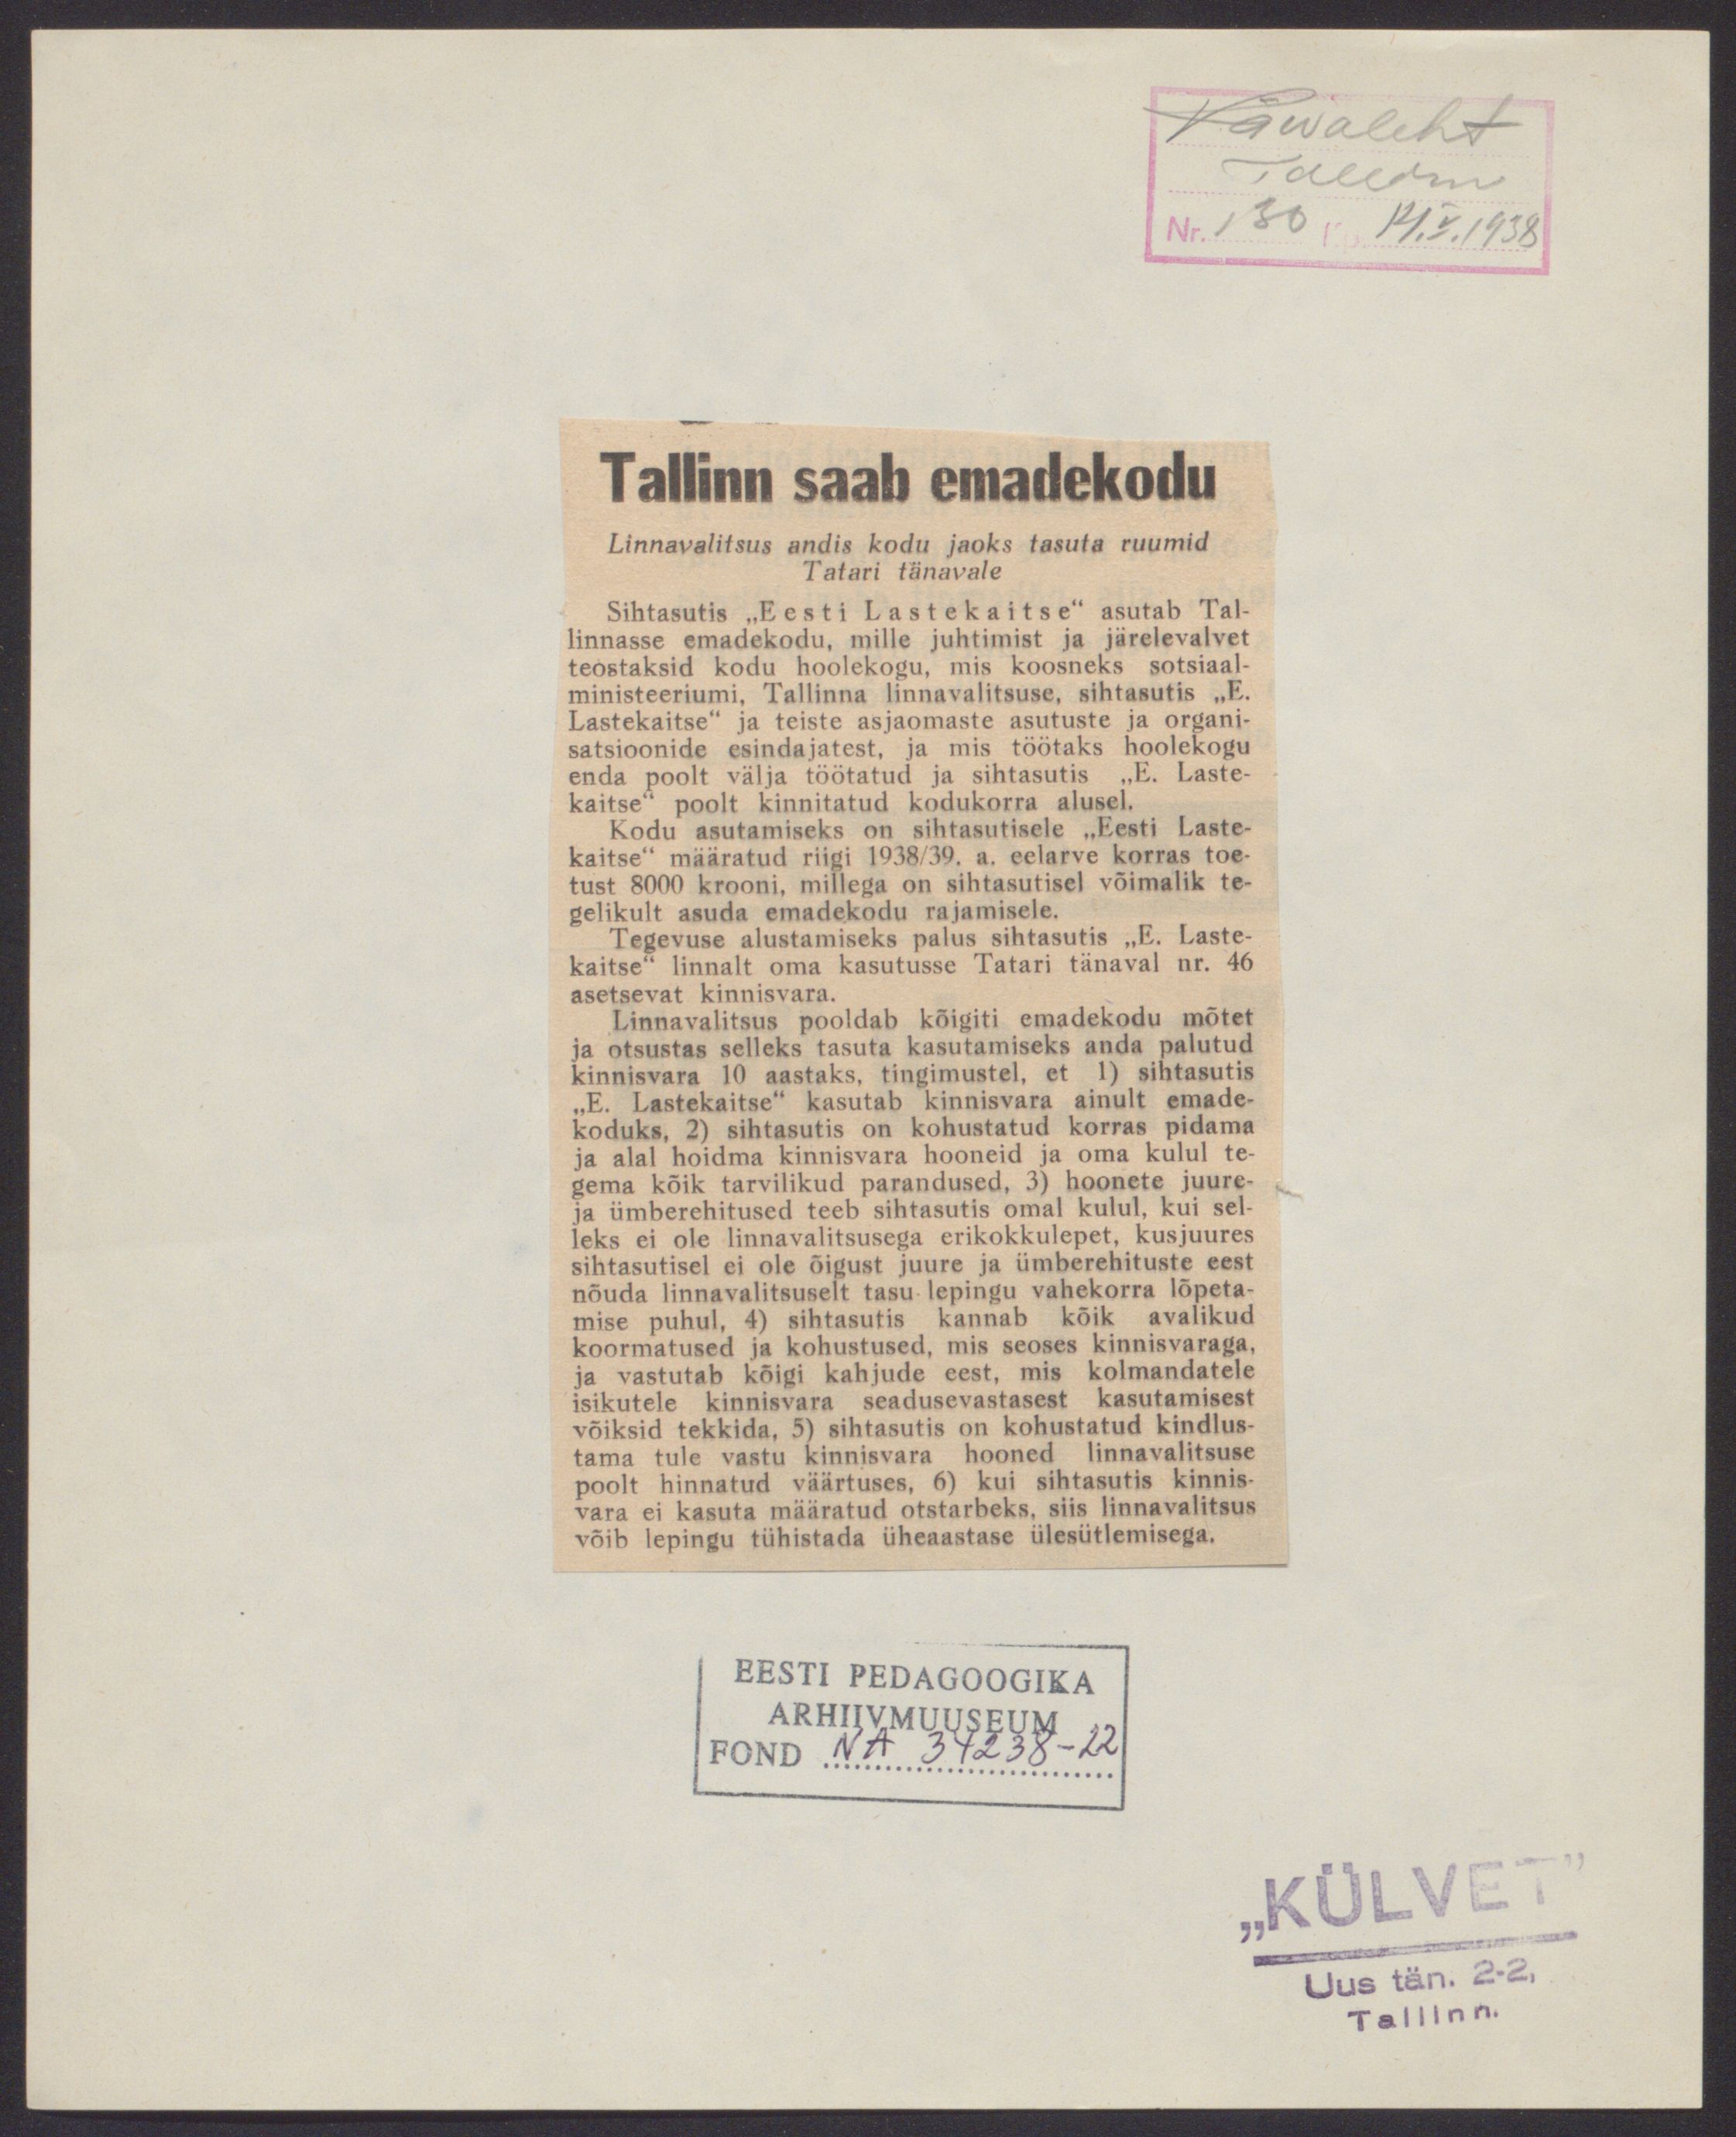 Päwaleht
Tallinn
Nr. 130 Kp. 14.V.1938
Tallinn saab emadekodu
Linnavalitsus andis kodu jaoks tasuta ruumid
Tatari tänavale
Sihtasutis „Eesti Lastekaitse“ asutab Tal-
linnasse emadekodu, mille juhtimist ja järelevalvet
teostaksid kodu hoolekogu, mis koosneks sotsiaal-
ministeeriumi, Tallinna linnavalitsuse, sihtasutis „E.
Lastekaitse“ ja teiste asjaomaste asutuste ja organi-
satsioonide esindajatest, ja mis töötaks hoolekogu
enda poolt välja töötatud ja sihtasutis „E. Laste-
kaitse“ poolt kinnitatud kodukorra alusel.
Kodu asutamiseks on sihtasutisele „Eesti Laste-
kaitse“ määratud riigi 1938/39. a. eelarve korras toe-
tust 8000 krooni, millega on sihtasutisel võimalik te-
gelikult asuda emadekodu rajamisele.
Tegevuse alustamiseks palus sihtasutis „E. Laste-
kaitse“ linnalt oma kasutusse Tatari tänaval nr. 46
asetsevat kinnisvara.
Linnavalitsus pooldab kõigiti emadekodu mõtet
ja otsustas selleks tasuta kasutamiseks anda palutud
kinnisvara 10 aastaks, tingimustel, et 1) sihtasutis
„E. Lastekaitse“ kasutab kinnisvara ainult emade-
koduks, 2) sihtasutis on kohustatud korras pidama
ja alal hoidma kinnisvara hooneid ja oma kulul te-
gema kõik tarvilikud parandused, 3) hoonete juure-
ja ümberehitused teeb sihtasutis omal kulul, kui sel-
leks ei ole linnavalitsusega erikokkulepet, kusjuures
sihtasutisel ei ole õigust juure ja ümberehituste eest
nõuda linnavalitsuselt tasu lepingu vahekorra lõpeta-
mise puhul, 4) sihtasutis kannab kõik avalikud
koormatused ja kohustused, mis seoses kinnisvaraga,
ja vastutab kõigi kahjude eest, mis kolmandatele
isikutele kinnisvara seadusevastasest kasutamisest
võiksid tekkida, 5) sihtasutis on kohustatud kindlus-
tama tule vastu kinnisvara hooned linnavalitsuse
poolt hinnatud väärtuses, 6) kui sihtasutis kinnis-
vara ei kasuta määratud otstarbeks, siis linnavalitsus
võib lepingu tühistada üheaastase ülesütlemisega.
EESTI PEDAGOOGIKA
ARHIIVMUUSEUM
FOND NA 34238-22
„KÜLVET”
Uus tän. 2-2,
Tallinn.